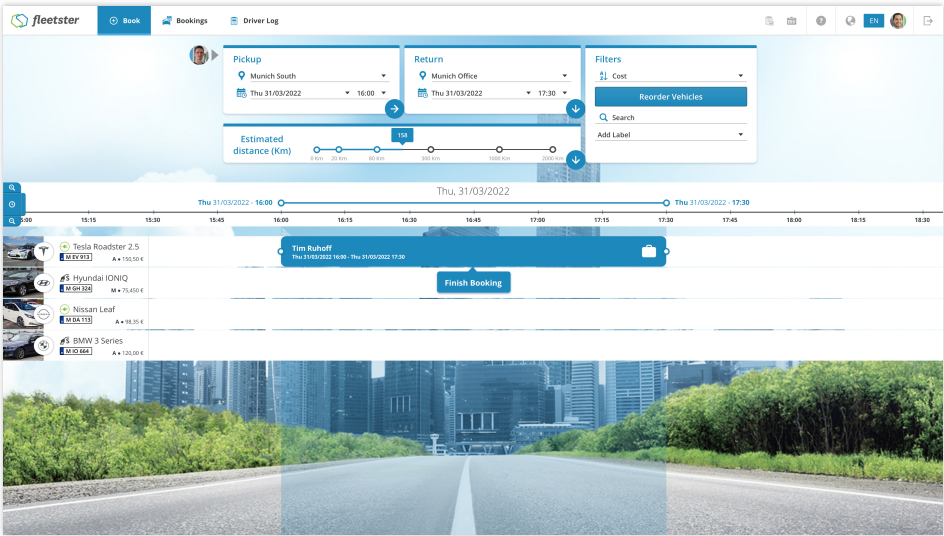 fleetster
Book
Bookings
Driver Log
EN
Pickup
Munich South
Thu 31/03/2022
16:00
Return
Munich Office
Thu 31/03/2022
17:30
Filters
Cost
Reorder Vehicles
Search
Add Label
Estimated
distance (Km)
158
0 Km 20 Km 80 Km 300 Km 1000 Km 2000 Km
Thu, 31/03/2022
Thu 31/03/2022 - 16:00
Thu 31/03/2022 - 17:30
5:00 15:15 15:30 15:45 16:00 16:15 16:30 16:45 17:00 17:15 17:30 17:45 18:00 18:15 18:30
Tesla Roadster 2.5
M EV 913
A • 150,50 €
Tim Ruhoff
Thu 31/03/2022 16:00 - Thu 31/03/2022 17:30
Finish Booking
Hyundai IONIQ
M GH 324
M • 75,450 €
Nissan Leaf
M DA 113
A • 98,35 €
BMW 3 Series
M IO 664
A • 120,00 €